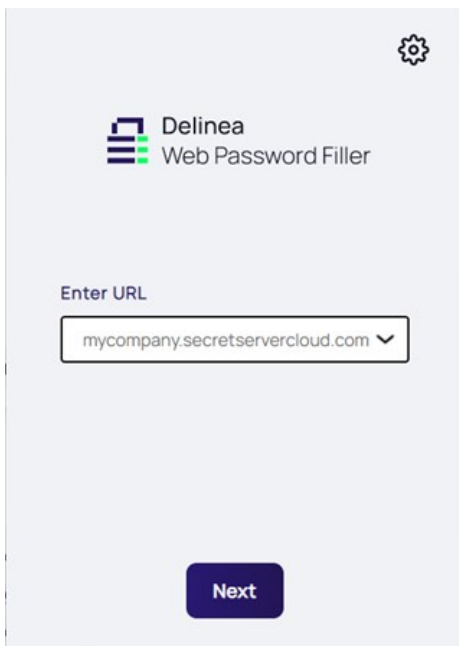 Delinea
Web Password Filler
Enter URL
mycompany.secretservercloud.com
Next